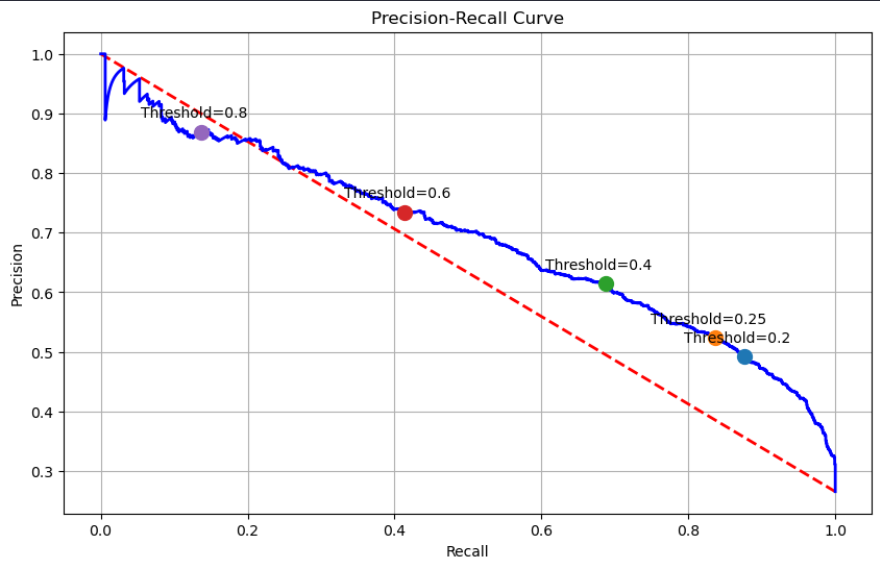 Precision-Recall Curve
1.0
0.9
0.8
0.7
0.6
0.5
0.4
0.3
Precision
Threshold=0.8
Threshold=0.6
Threshold=0.4
Threshold=0.25
Threshold=0.2
0.0
0.2
0.4
0.6
0.8
1.0
Recall